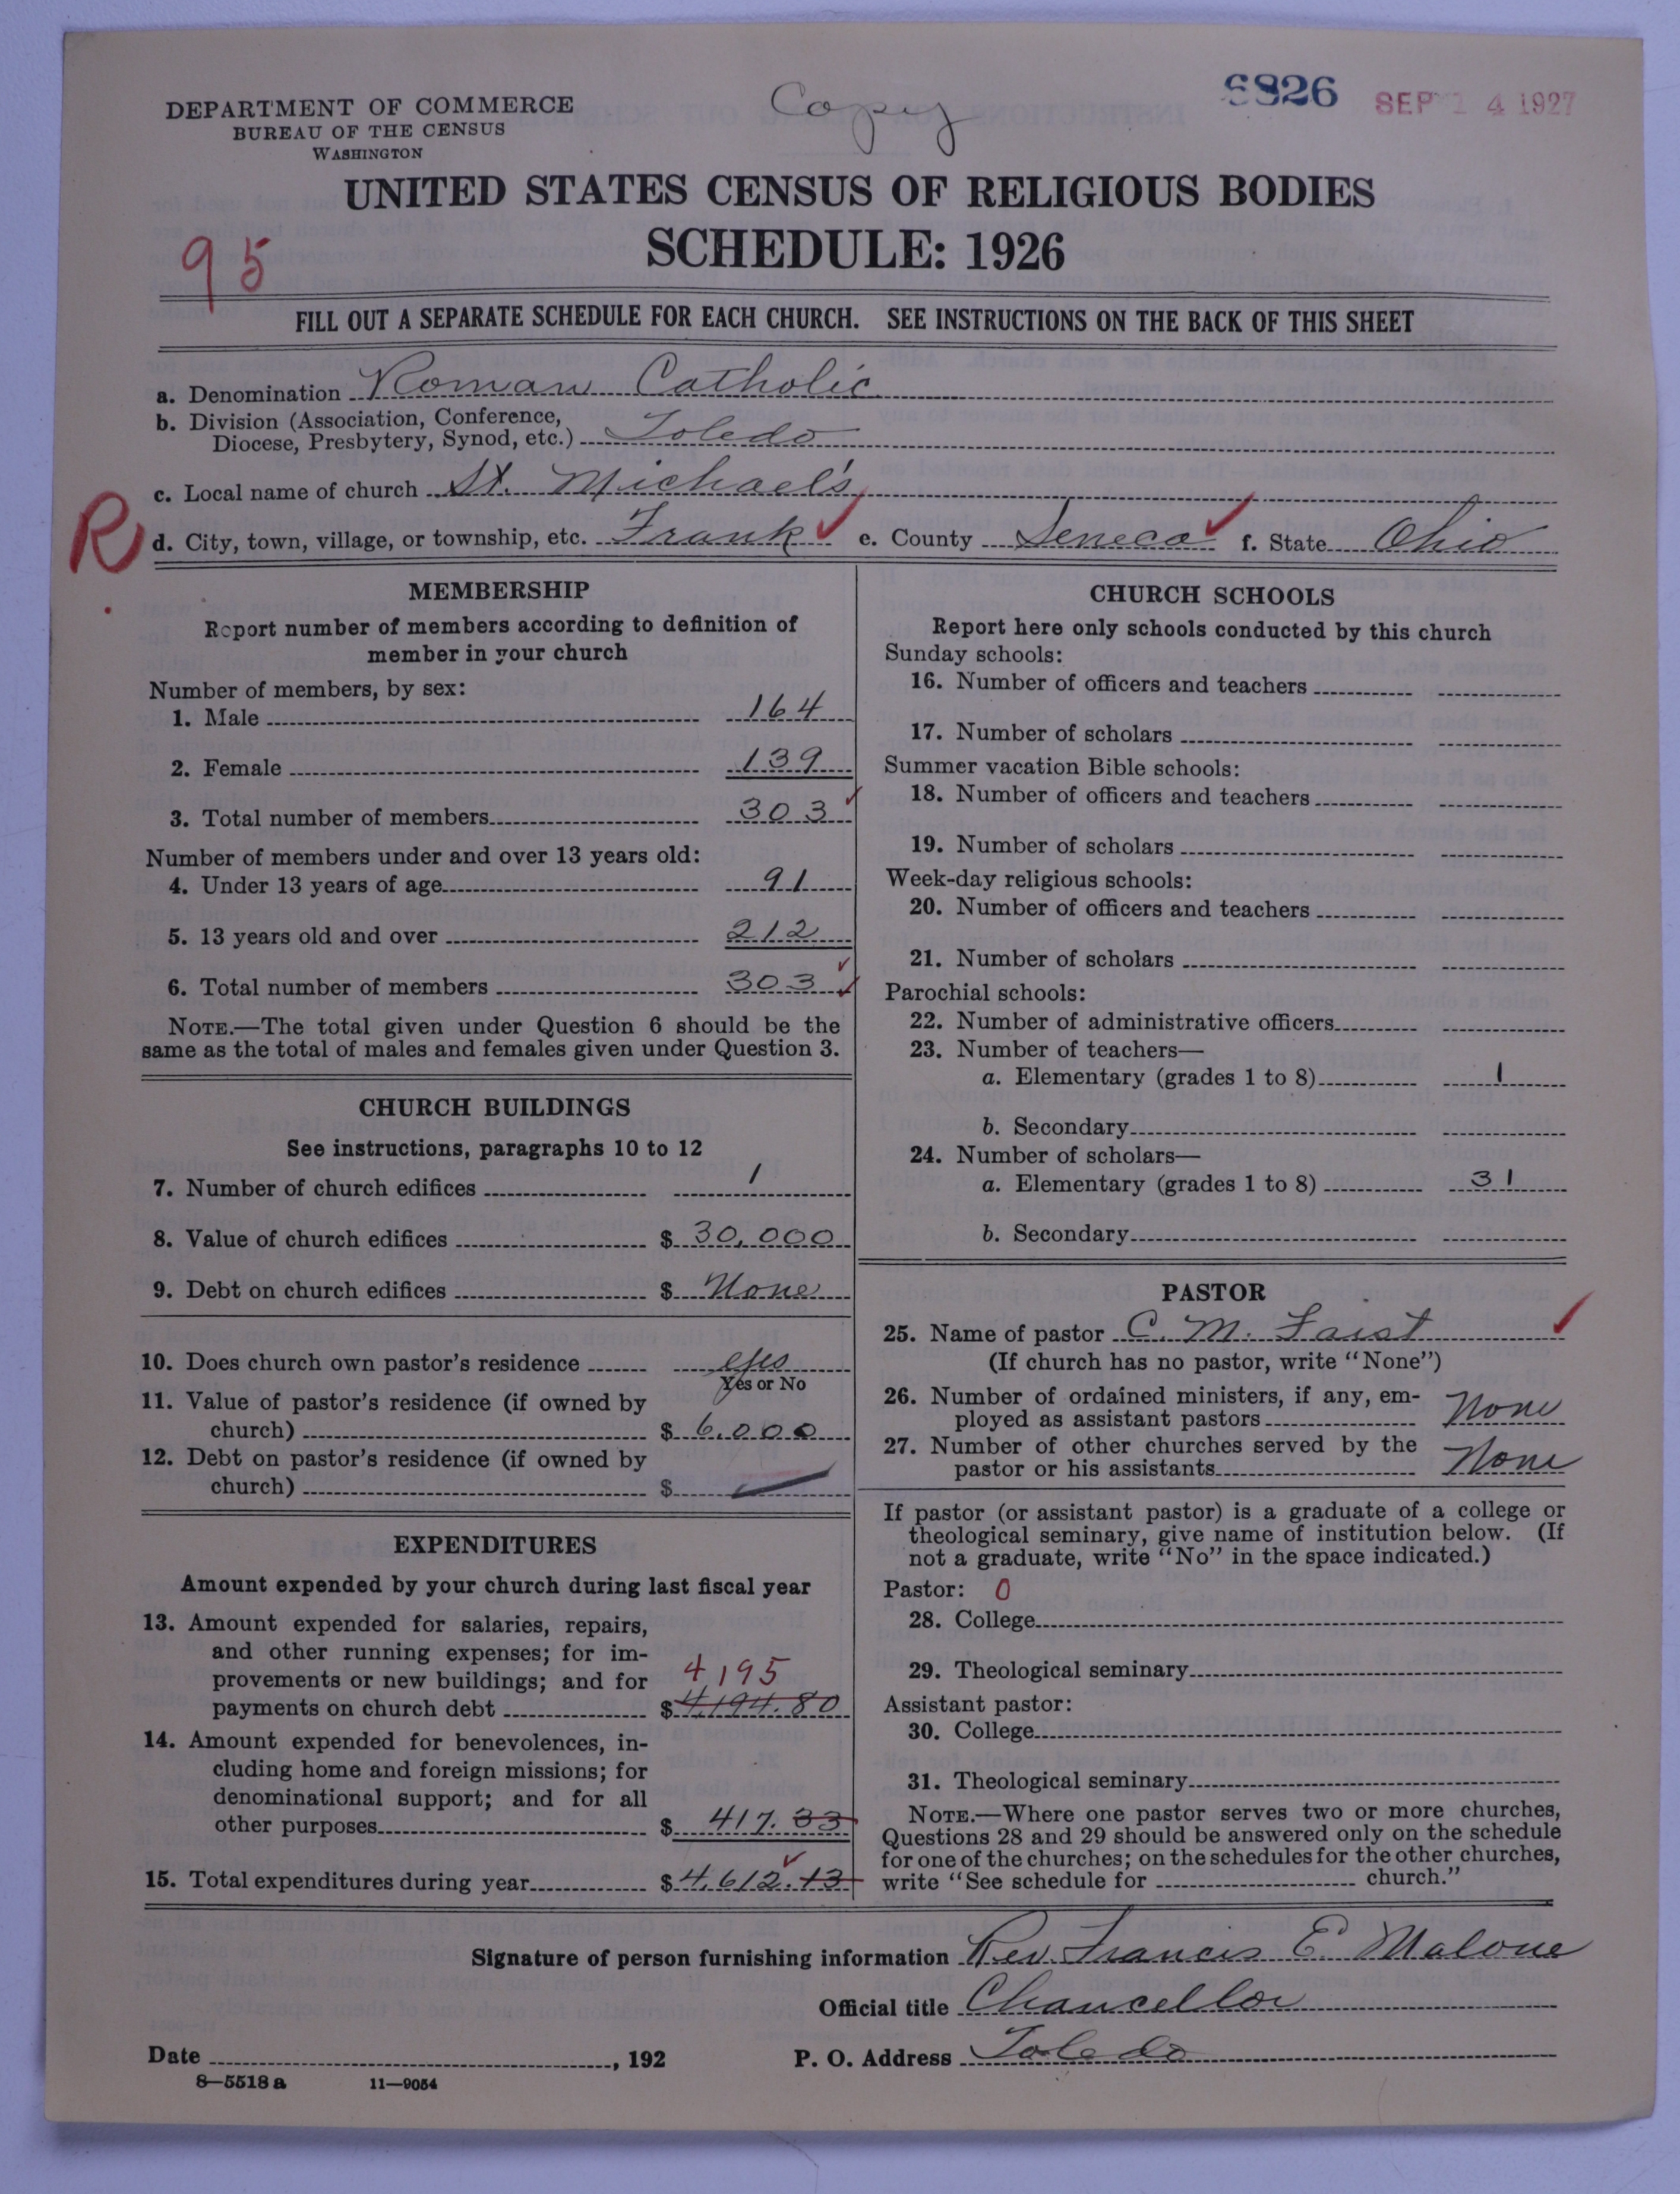 DEPARTMENT OF COMMERCE
BUREAU OF THE CENSUS
WASHINGTON
Copy
6826 SEP 14 1927
UNITED STATES CENSUS OF RELIGIOUS BODIES
SCHEDULE: 1926
95
FILL OUT A SEPARATE SCHEDULE FOR EACH CHURCH. SEE INSTRUCTIONS ON THE BACK OF THIS SHEET
a. Denomination Roman Catholic
b. Division (Association, Conference,
Diocese, Presbytery, Synod, etc.) Toledo
c. Local name of church St. Michael's
R
d. City, town, village, or township, etc. Frank e. County Seneca f. State Ohio
MEMBERSHIP
Report number of members according to definition of
member in your church
Number of members, by sex:
1. Male 164
2. Female 139
3. Total number of members 303
Number of members under and over 13 years old:
4. Under 13 years of age 91
5. 13 years old and over 212
6. Total number of members 303
NOTE.—The total given under Question 6 should be the
same as the total of males and females given under Question 3.
CHURCH BUILDINGS
See instructions, paragraphs 10 to 12
7. Number of church edifices 1
8. Value of church edifices $ 30,000
9. Debt on church edifices $ None
10. Does church own pastor's residence yes
Yes or No
11. Value of pastor's residence (if owned by
church) $ 6,000
12. Debt on pastor's residence (if owned by
church) $
EXPENDITURES
Amount expended by your church during last fiscal year
13. Amount expended for salaries, repairs,
and other running expenses; for im-
provements or new buildings; and for 4195
payments on church debt $ 4,194.80
14. Amount expended for benevolences, in-
cluding home and foreign missions; for
denominational support; and for all
other purposes $ 417.33
15. Total expenditures during year $ 4,612.13
CHURCH SCHOOLS
Report here only schools conducted by this church
Sunday schools:
16. Number of officers and teachers
17. Number of scholars
Summer vacation Bible schools:
18. Number of officers and teachers
19. Number of scholars
Week-day religious schools:
20. Number of officers and teachers
21. Number of scholars
Parochial schools:
22. Number of administrative officers
23. Number of teachers—
a. Elementary (grades 1 to 8) 1
b. Secondary
24. Number of scholars—
a. Elementary (grades 1 to 8) 31
b. Secondary
PASTOR
25. Name of pastor C. M. Faist
(If church has no pastor, write "None")
26. Number of ordained ministers, if any, em-
ployed as assistant pastors None
27. Number of other churches served by the
pastor or his assistants None
If pastor (or assistant pastor) is a graduate of a college or
theological seminary, give name of institution below. (If
not a graduate, write "No" in the space indicated.)
Pastor: 0
28. College
29. Theological seminary
Assistant pastor:
30. College
31. Theological seminary
NOTE.—Where one pastor serves two or more churches,
Questions 28 and 29 should be answered only on the schedule
for one of the churches; on the schedules for the other churches,
write "See schedule for church."
Signature of person furnishing information Rev. Francis E. Malone
Official title Chancellor
Date , 192 P. O. Address Toledo
8—5518 a 11—9054